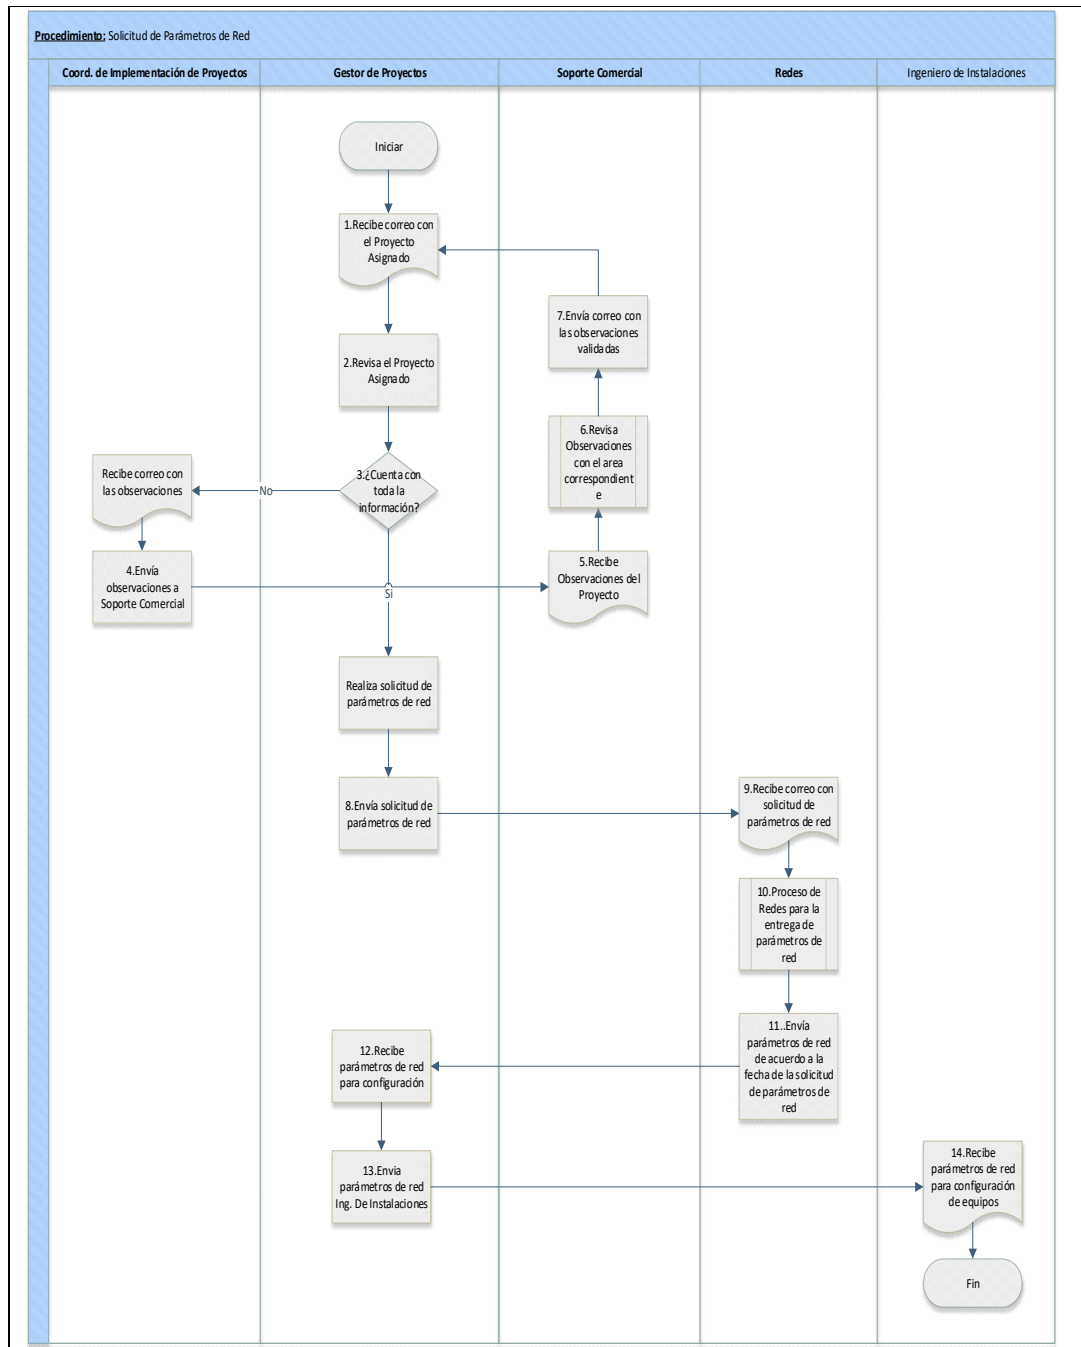 Procedimiento: Solicitud de Parámetros de Red
Coord. de Implementación de Proyectos
Gestor de Proyectos
Soporte Comercial
Redes
Ingeniero de Instalaciones
Iniciar
1.Recibe correo con
el Proyecto
Asignado
7.Envía correo con
las observaciones
validadas
2.Revisa el Proyecto
Asignado
6.Revisa
Observaciones
con el area
correspondient
e
Recibe correo con
las observaciones
No
3.¿Cuenta con
toda la
información?
4.Envía
observaciones a
Soporte Comercial
5.Recibe
Observaciones del
Proyecto
Si
Realiza solicitud de
parámetros de red
8.Envía solicitud de
parámetros de red
9.Recibe correo con
solicitud de
parámetros de red
10.Proceso de
Redes para la
entrega de
parámetros de
red
11..Envía
parámetros de red
de acuerdo a la
fecha de la solicitud
de parámetros de
red
12.Recibe
parámetros de red
para configuración
13.Envia
parámetros de red
Ing. De Instalaciones
14.Recibe
parámetros de red
para configuración
de equipos
Fin